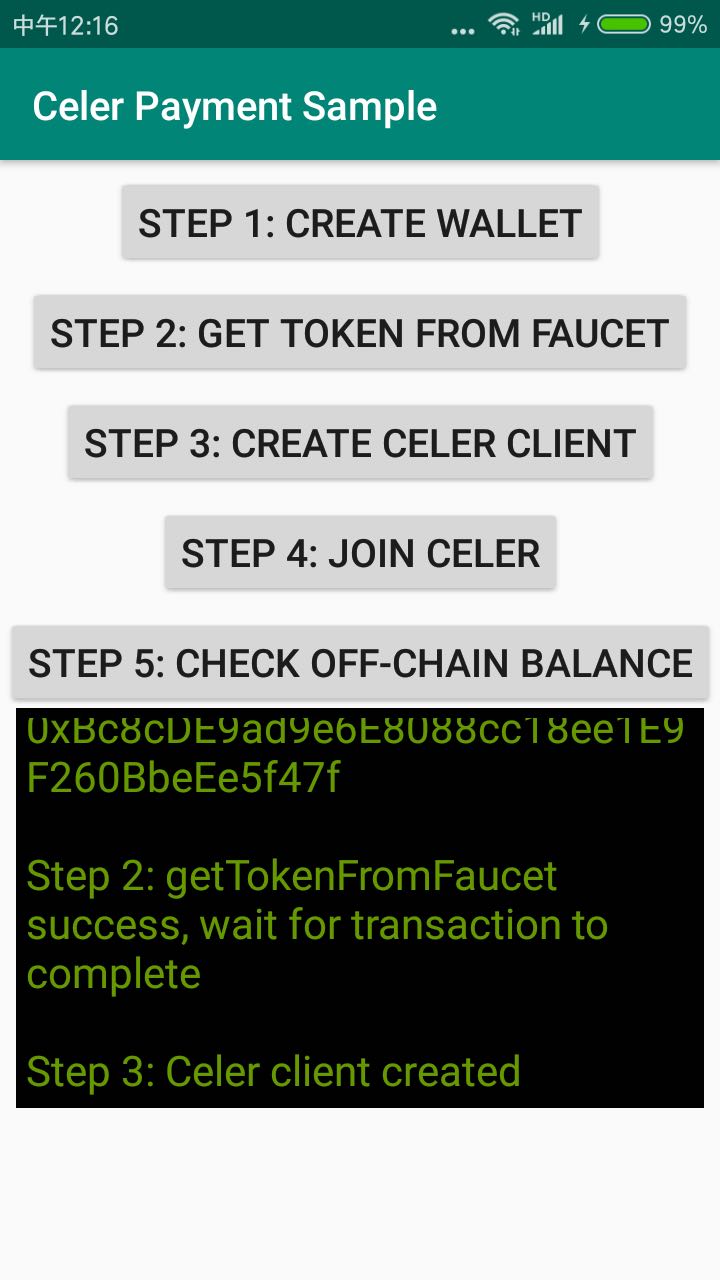 中午12:16
HD
99%
Celer Payment Sample
STEP 1: CREATE WALLET
STEP 2: GET TOKEN FROM FAUCET
STEP 3: CREATE CELER CLIENT
STEP 4: JOIN CELER
STEP 5: CHECK OFF-CHAIN BALANCE
0xBc8cDE9ad9e6E8088cc18ee1E9
F260BbeEe5f47f
Step 2: getTokenFromFaucet
success, wait for transaction to
complete
Step 3: Celer client created